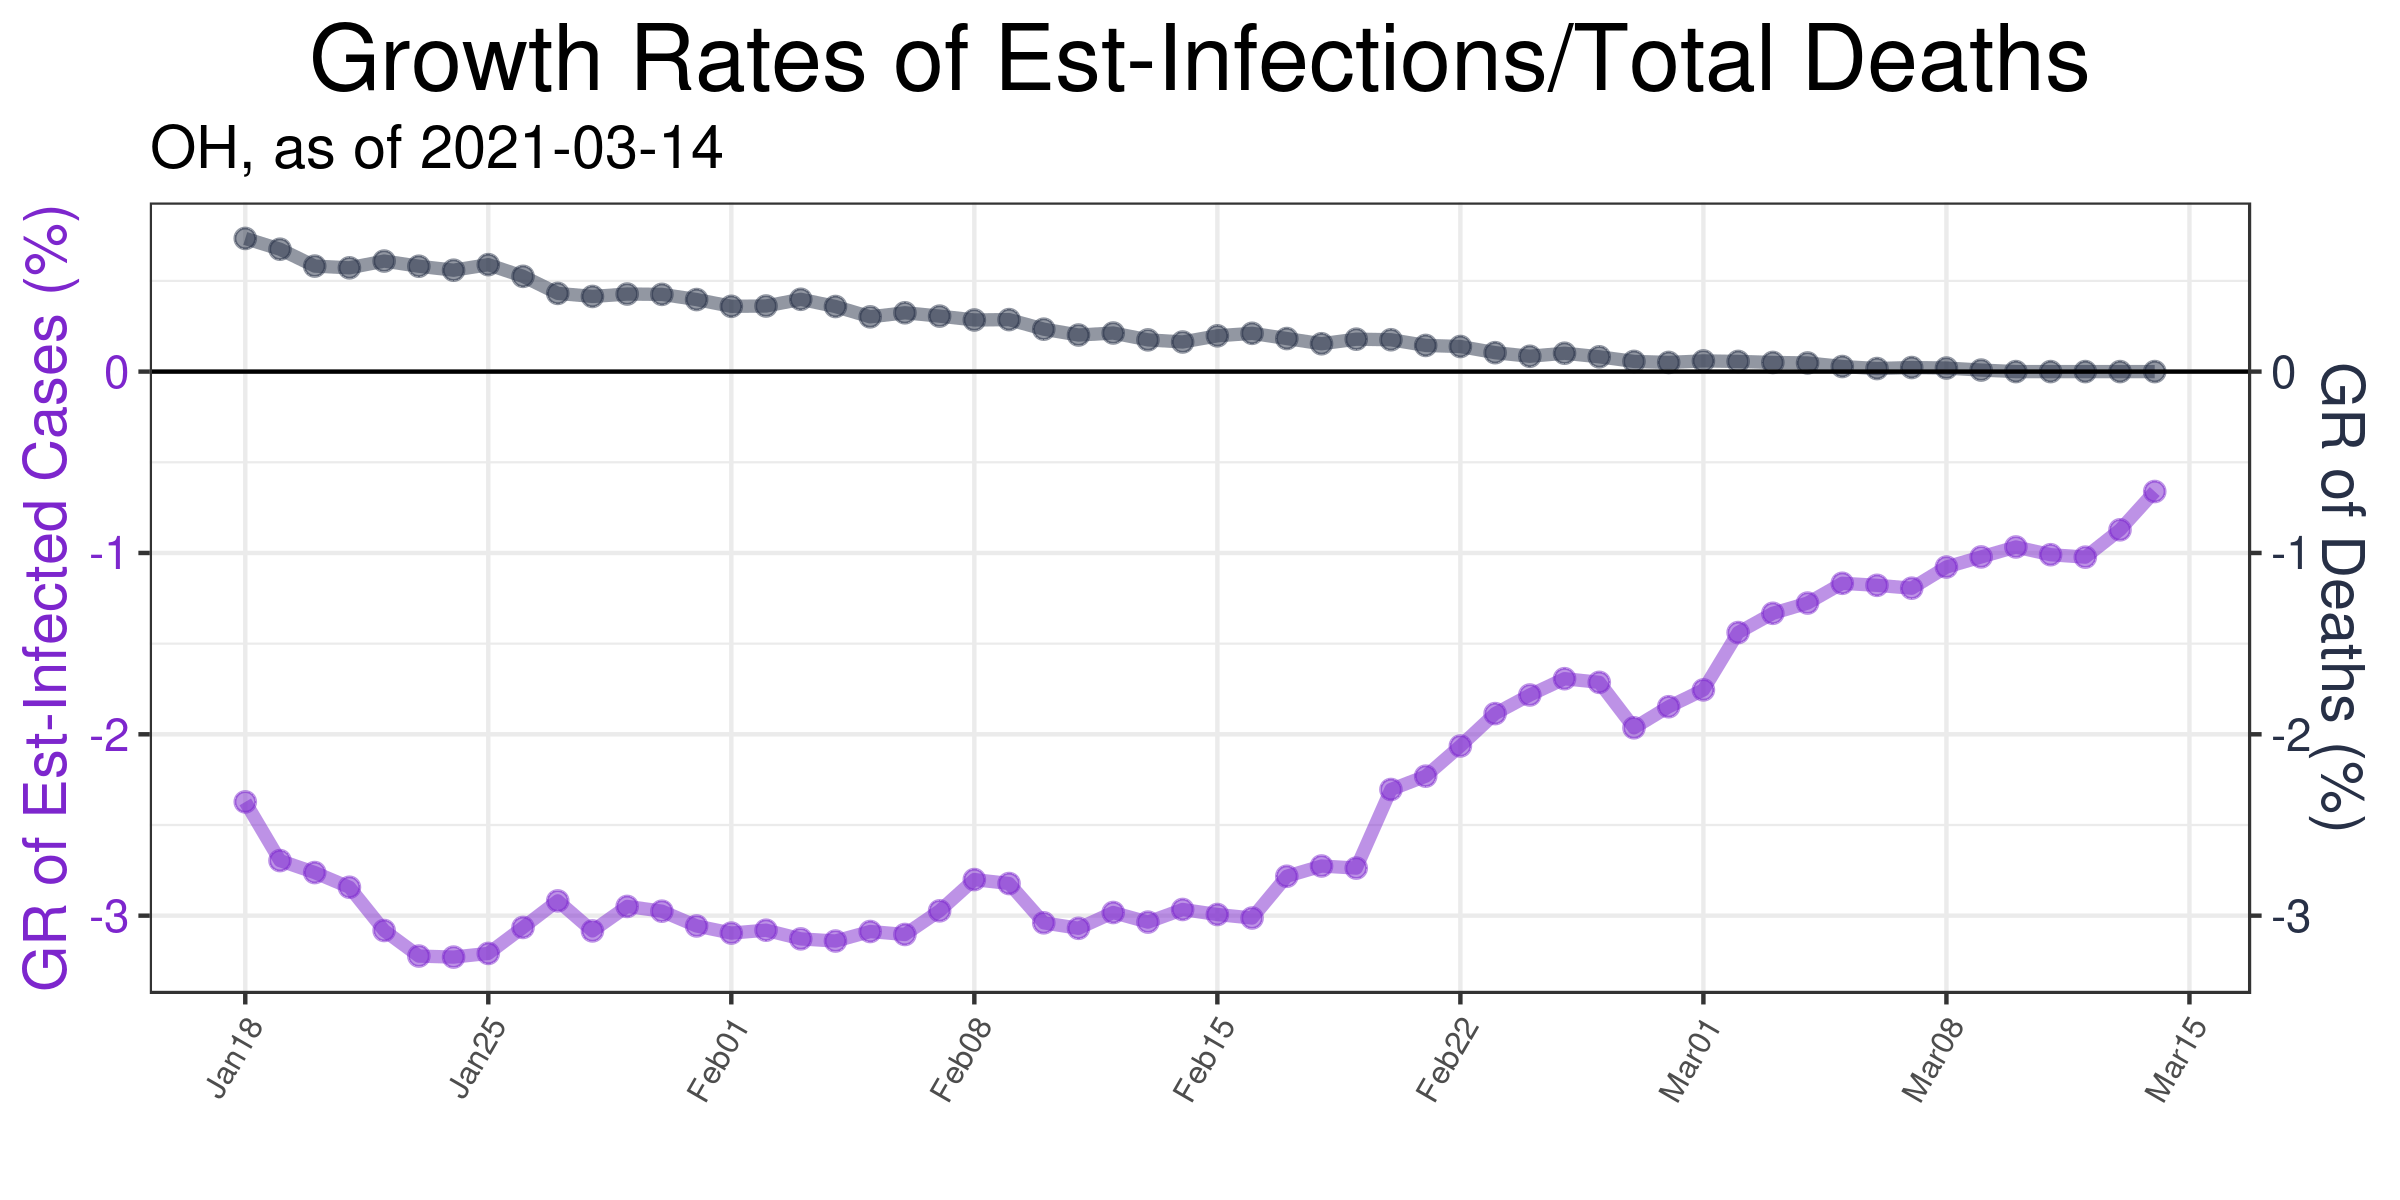 Growth Rates of Est-Infections/Total Deaths
OH, as of 2021-03-14
GR of Est-Infected Cases (%)
0
-1
-2
-3
0
-1
-2
-3
GR of Deaths (%)
Jan18
Jan25
Feb01
Feb08
Feb15
Feb22
Mar01
Mar08
Mar15